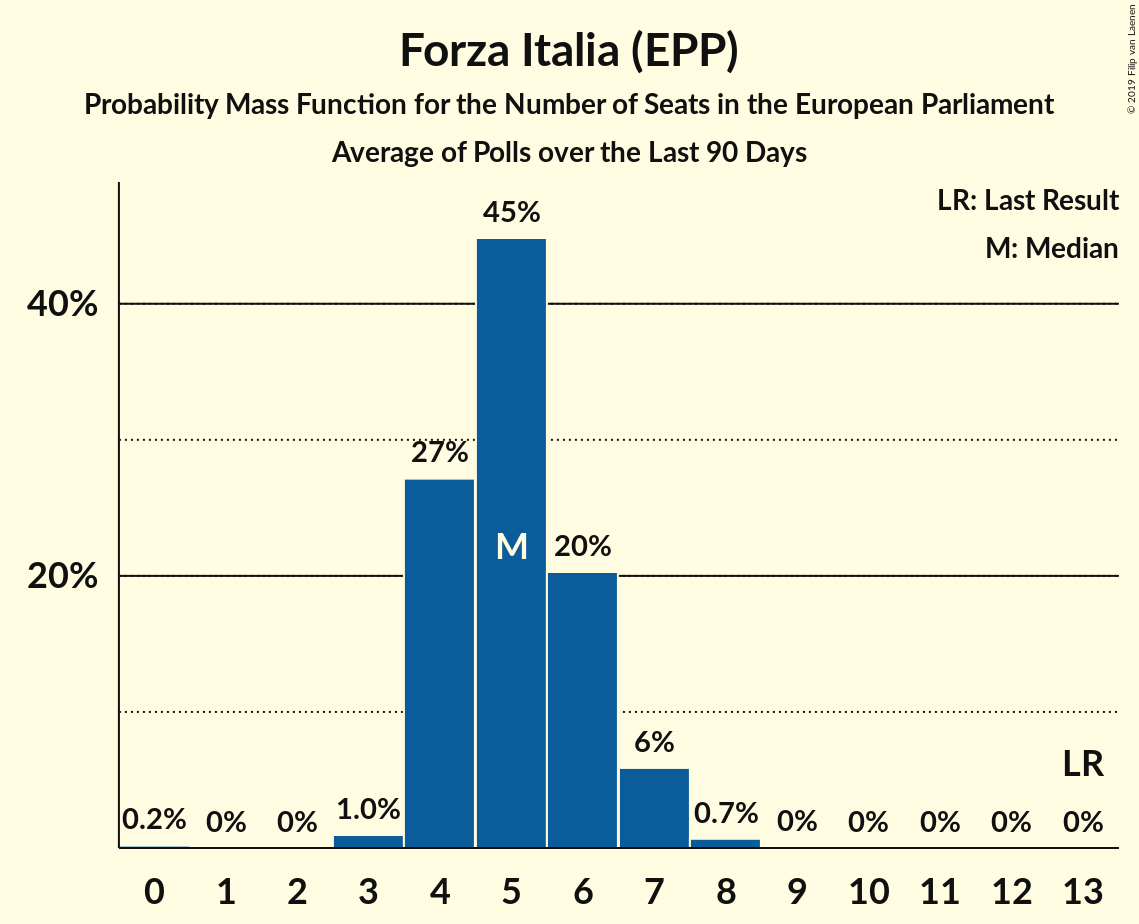 Forza Italia (EPP)
Probability Mass Function for the Number of Seats in the European Parliament
Average of Polls over the Last 90 Days
© 2019 Filip van Laenen
LR: Last Result
M: Median
45%
40%
27%
M
20%
20%
6%
LR
0.2%
0%
0%
1.0%
0.7%
0%
0%
0%
0%
0%
0 1 2 3 4 5 6 7 8 9 10 11 12 13